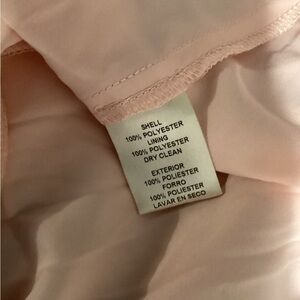 SHELL
100% POLYESTER
LINING
100% POLYESTER
DRY CLEAN
EXTERIOR
100% POLIESTER
FORRO
100% POLIESTER
LAVAR EN SECO